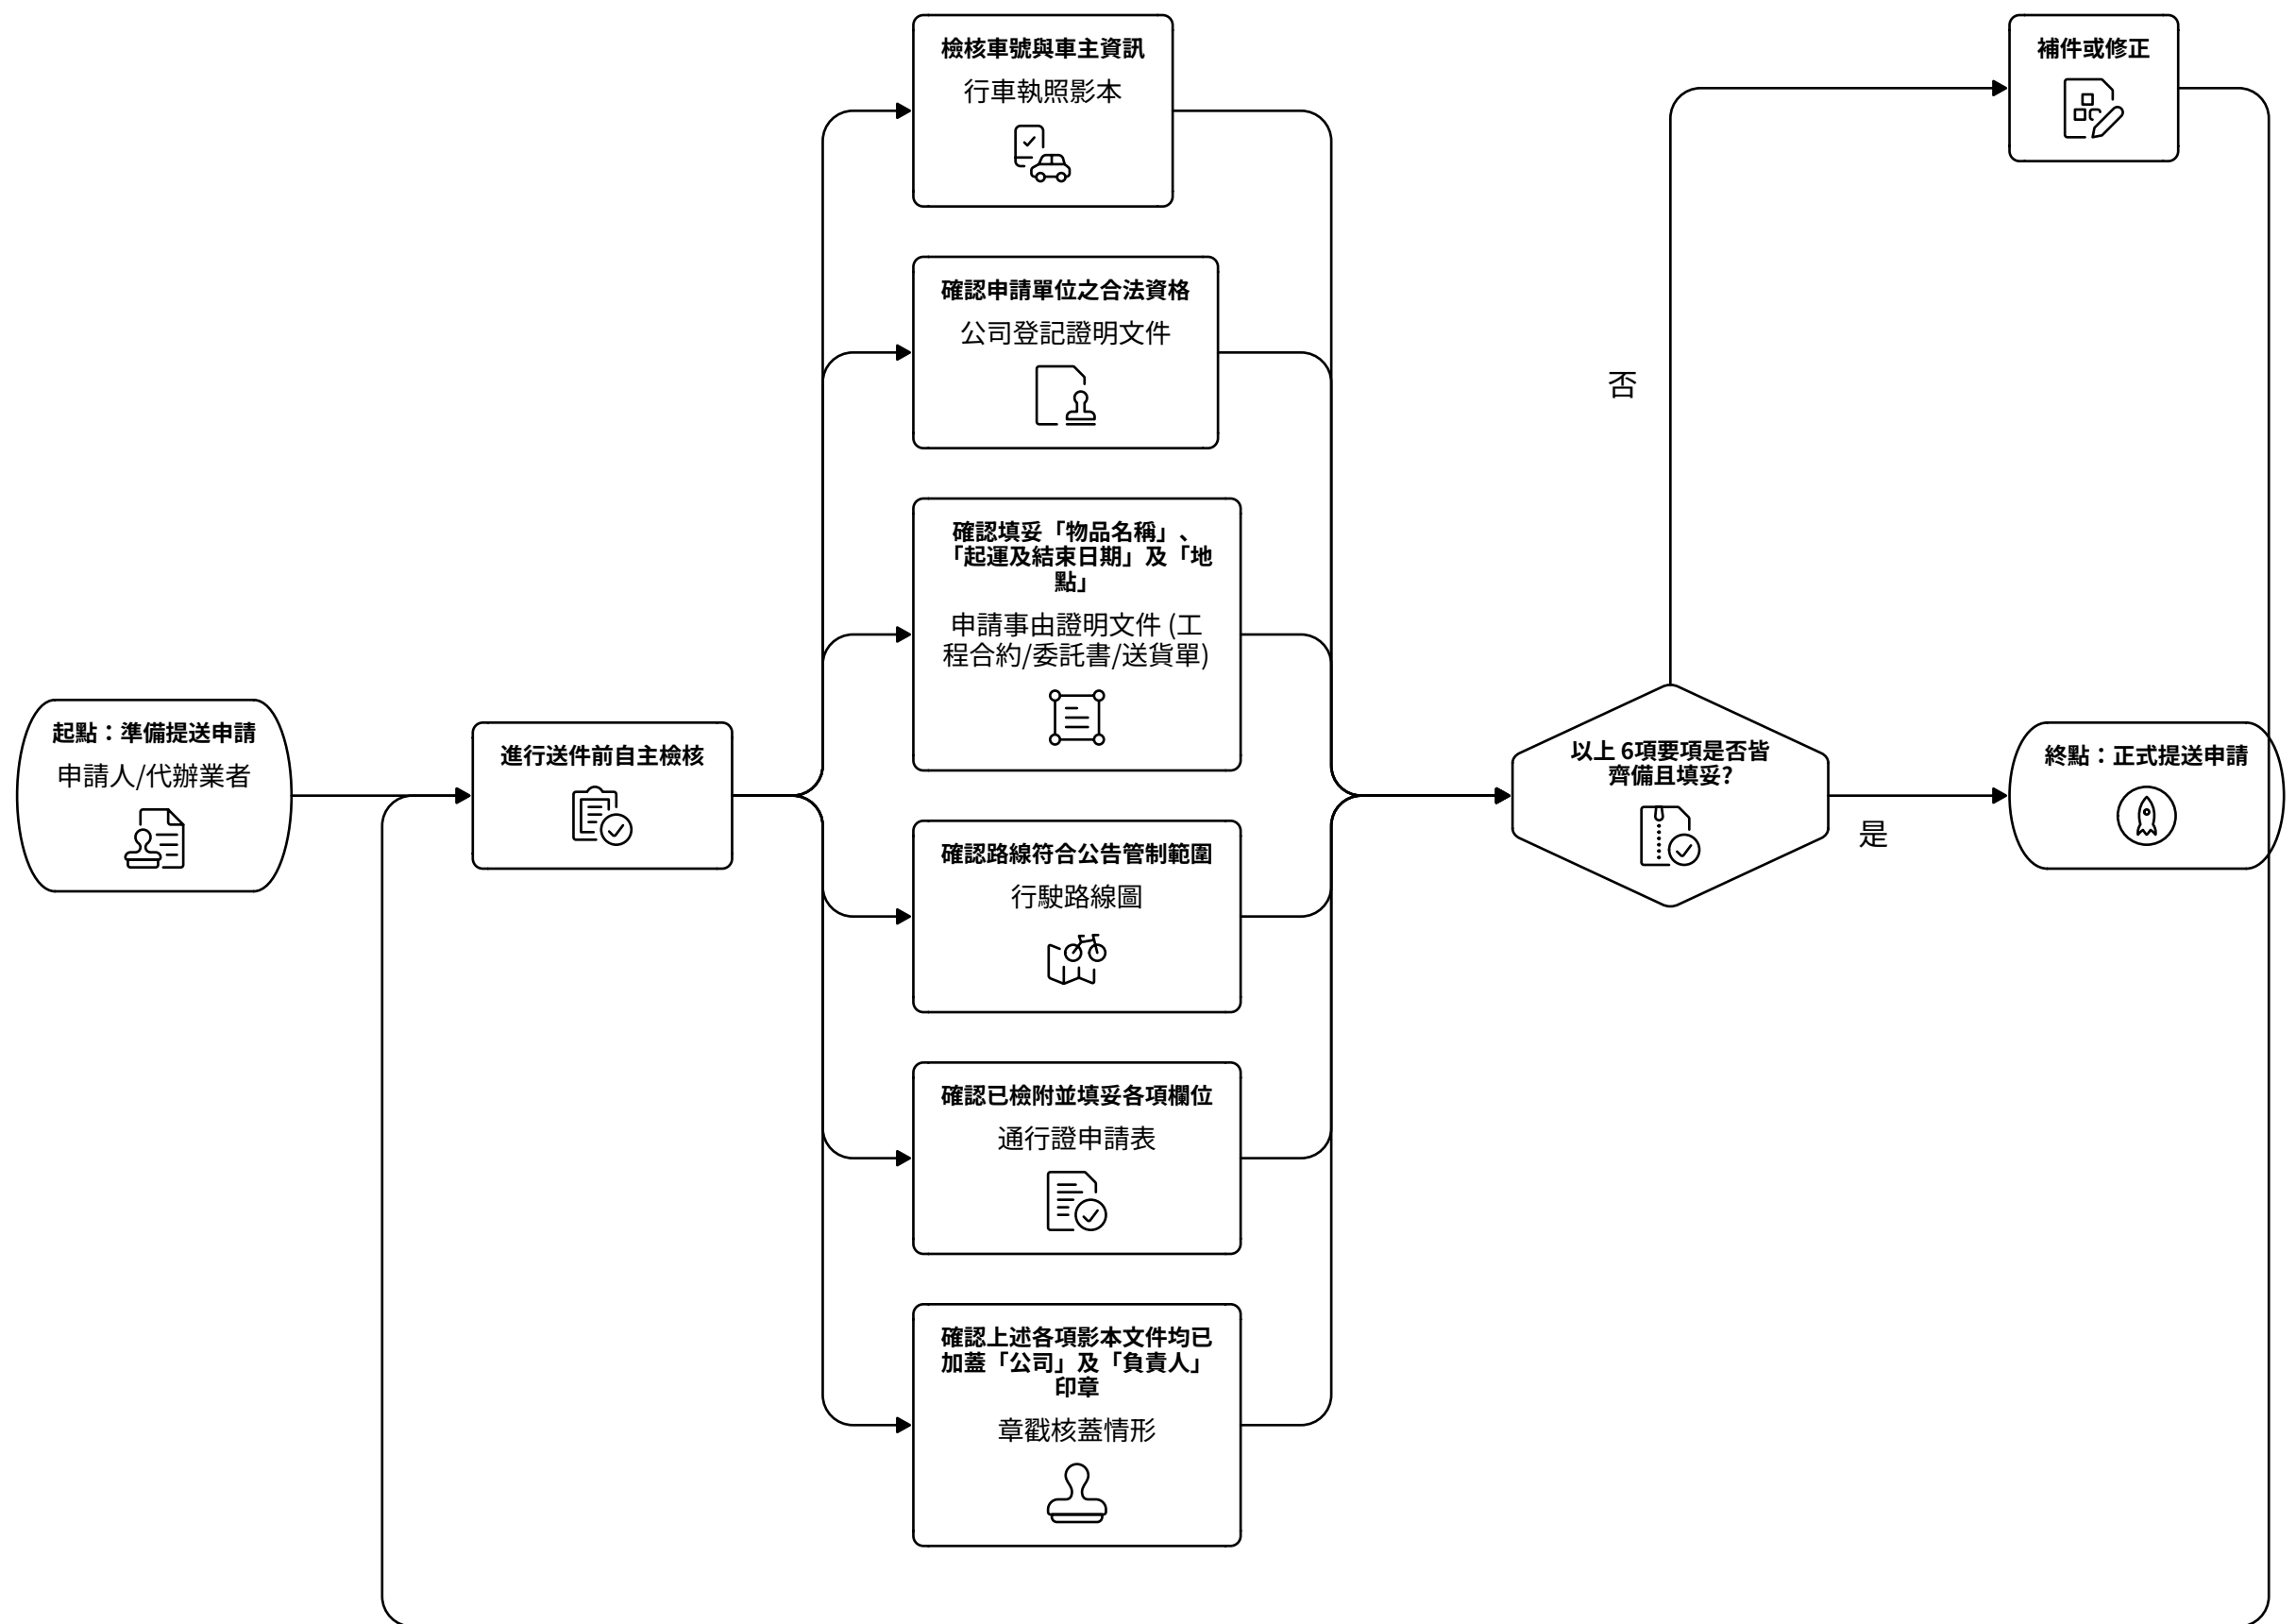 起點：準備提送申請
申請人/代辦業者
進行送件前自主檢核
檢核車號與車主資訊
行車執照影本
確認申請單位之合法資格
公司登記證明文件
確認填妥「物品名稱」、
「起運及結束日期」及「地
點」
申請事由證明文件 (工
程合約/委託書/送貨單)
確認路線符合公告管制範圍
行駛路線圖
確認已檢附並填妥各項欄位
通行證申請表
確認上述各項影本文件均已
加蓋「公司」及「負責人」
印章
章戳核蓋情形
以上 6項要項是否皆
齊備且填妥?
否
補件或修正
是
終點：正式提送申請